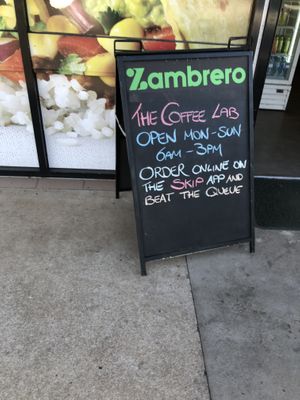 Zambrero
THE COFFEE LAB
OPEN MON-SUN
6AM-3PM
ORDER ONLINE ON
THE SKIP APP AND
BEAT THE QUEUE